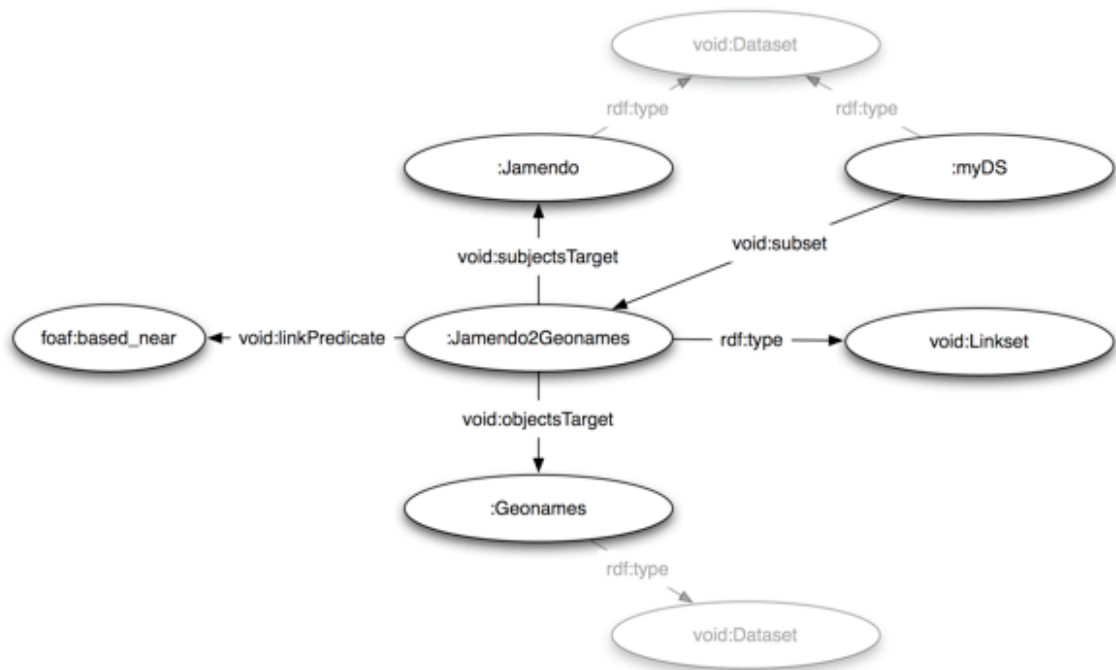 void:Dataset
rdf:type
rdf:type
:Jamendo
:myDS
void:subset
void:subjectsTarget
foaf:based_near
void:linkPredicate
:Jamendo2Geonames
rdf:type
void:Linkset
void:objectsTarget
:Geonames
rdf:type
void:Dataset